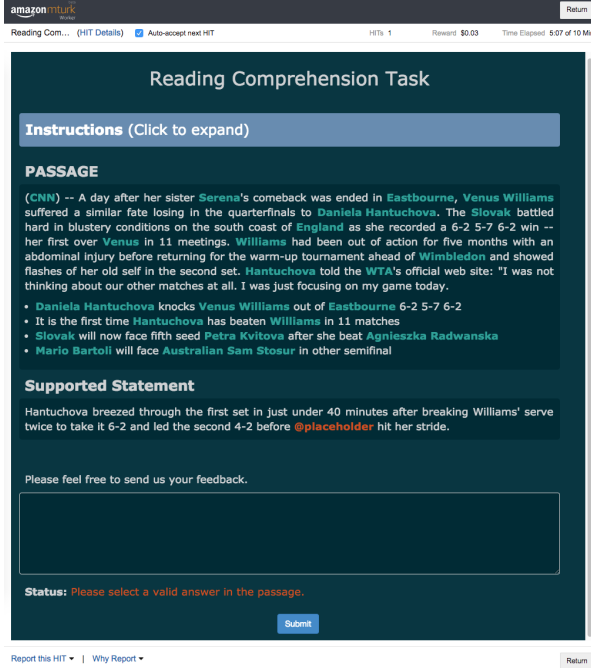 beta
amazonmturk
Worker
Return
Reading Com... (HIT Details) Auto-accept next HIT HITs 1 Reward $0.03 Time Elapsed 5:07 of 10 Min
Reading Comprehension Task
Instructions (Click to expand)
PASSAGE
(CNN) -- A day after her sister Serena's comeback was ended in Eastbourne, Venus Williams
suffered a similar fate losing in the quarterfinals to Daniela Hantuchova. The Slovak battled
hard in blustery conditions on the south coast of England as she recorded a 6-2 5-7 6-2 win --
her first over Venus in 11 meetings. Williams had been out of action for five months with an
abdominal injury before returning for the warm-up tournament ahead of Wimbledon and showed
flashes of her old self in the second set. Hantuchova told the WTA's official web site: "I was not
thinking about our other matches at all. I was just focusing on my game today.
• Daniela Hantuchova knocks Venus Williams out of Eastbourne 6-2 5-7 6-2
• It is the first time Hantuchova has beaten Williams in 11 matches
• Slovak will now face fifth seed Petra Kvitova after she beat Agnieszka Radwanska
• Mario Bartoli will face Australian Sam Stosur in other semifinal
Supported Statement
Hantuchova breezed through the first set in just under 40 minutes after breaking Williams' serve
twice to take it 6-2 and led the second 4-2 before @placeholder hit her stride.
Please feel free to send us your feedback.
Status: Please select a valid answer in the passage.
Submit
Report this HIT | Why Report
Return